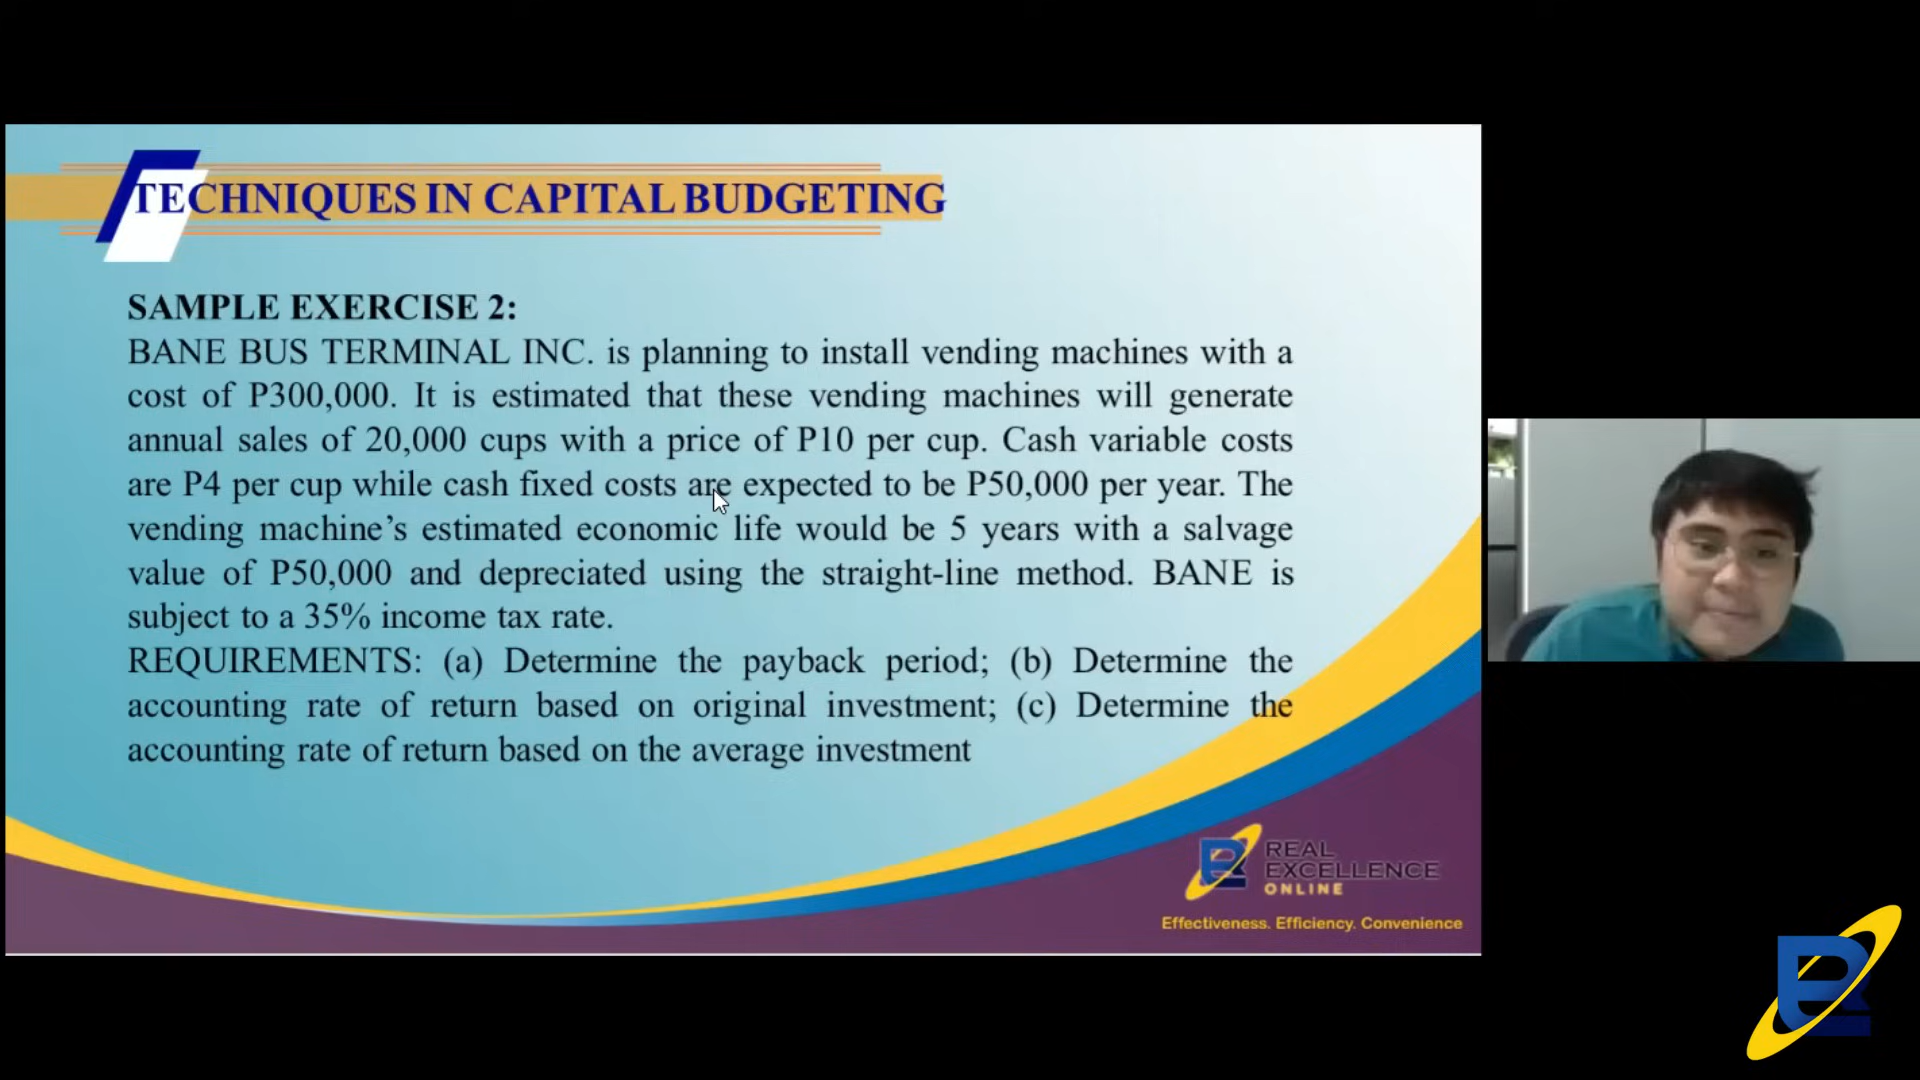 TECHNIQUES IN CAPITAL BUDGETING
SAMPLE EXERCISE 2:
BANE BUS TERMINAL INC. is planning to install vending machines with a
cost of P300,000. It is estimated that these vending machines will generate
annual sales of 20,000 cups with a price of P10 per cup. Cash variable costs
are P4 per cup while cash fixed costs are expected to be P50,000 per year. The
vending machine’s estimated economic life would be 5 years with a salvage
value of P50,000 and depreciated using the straight-line method. BANE is
subject to a 35% income tax rate.
REQUIREMENTS: (a) Determine the payback period; (b) Determine the
accounting rate of return based on original investment; (c) Determine the
accounting rate of return based on the average investment
REAL
EXCELLENCE
ONLINE
Effectiveness. Efficiency. Convenience